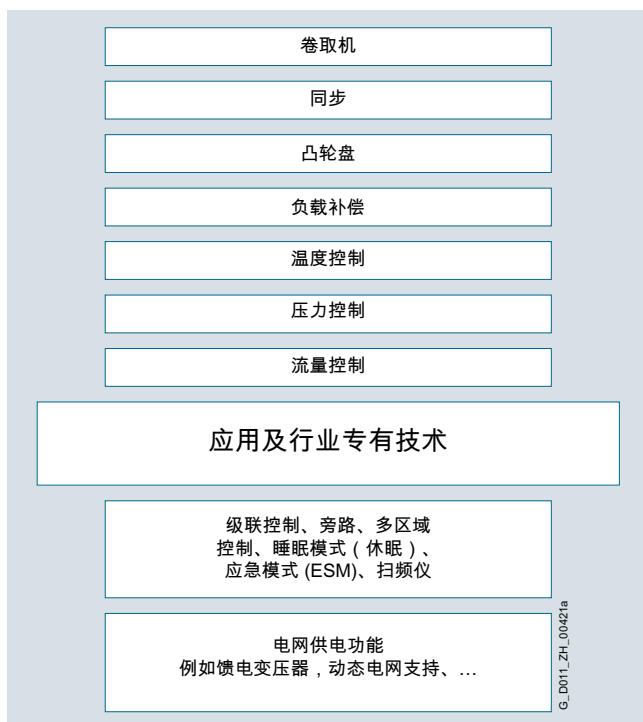 卷取机
同步
凸轮盘
负载补偿
温度控制
压力控制
流量控制
应用及行业专有技术
级联控制、旁路、多区域
控制、睡眠模式（休眠）、
应急模式 (ESM)、扫频仪
电网供电功能
例如馈电变压器，动态电网支持、…
G_D011_ZH_00421a